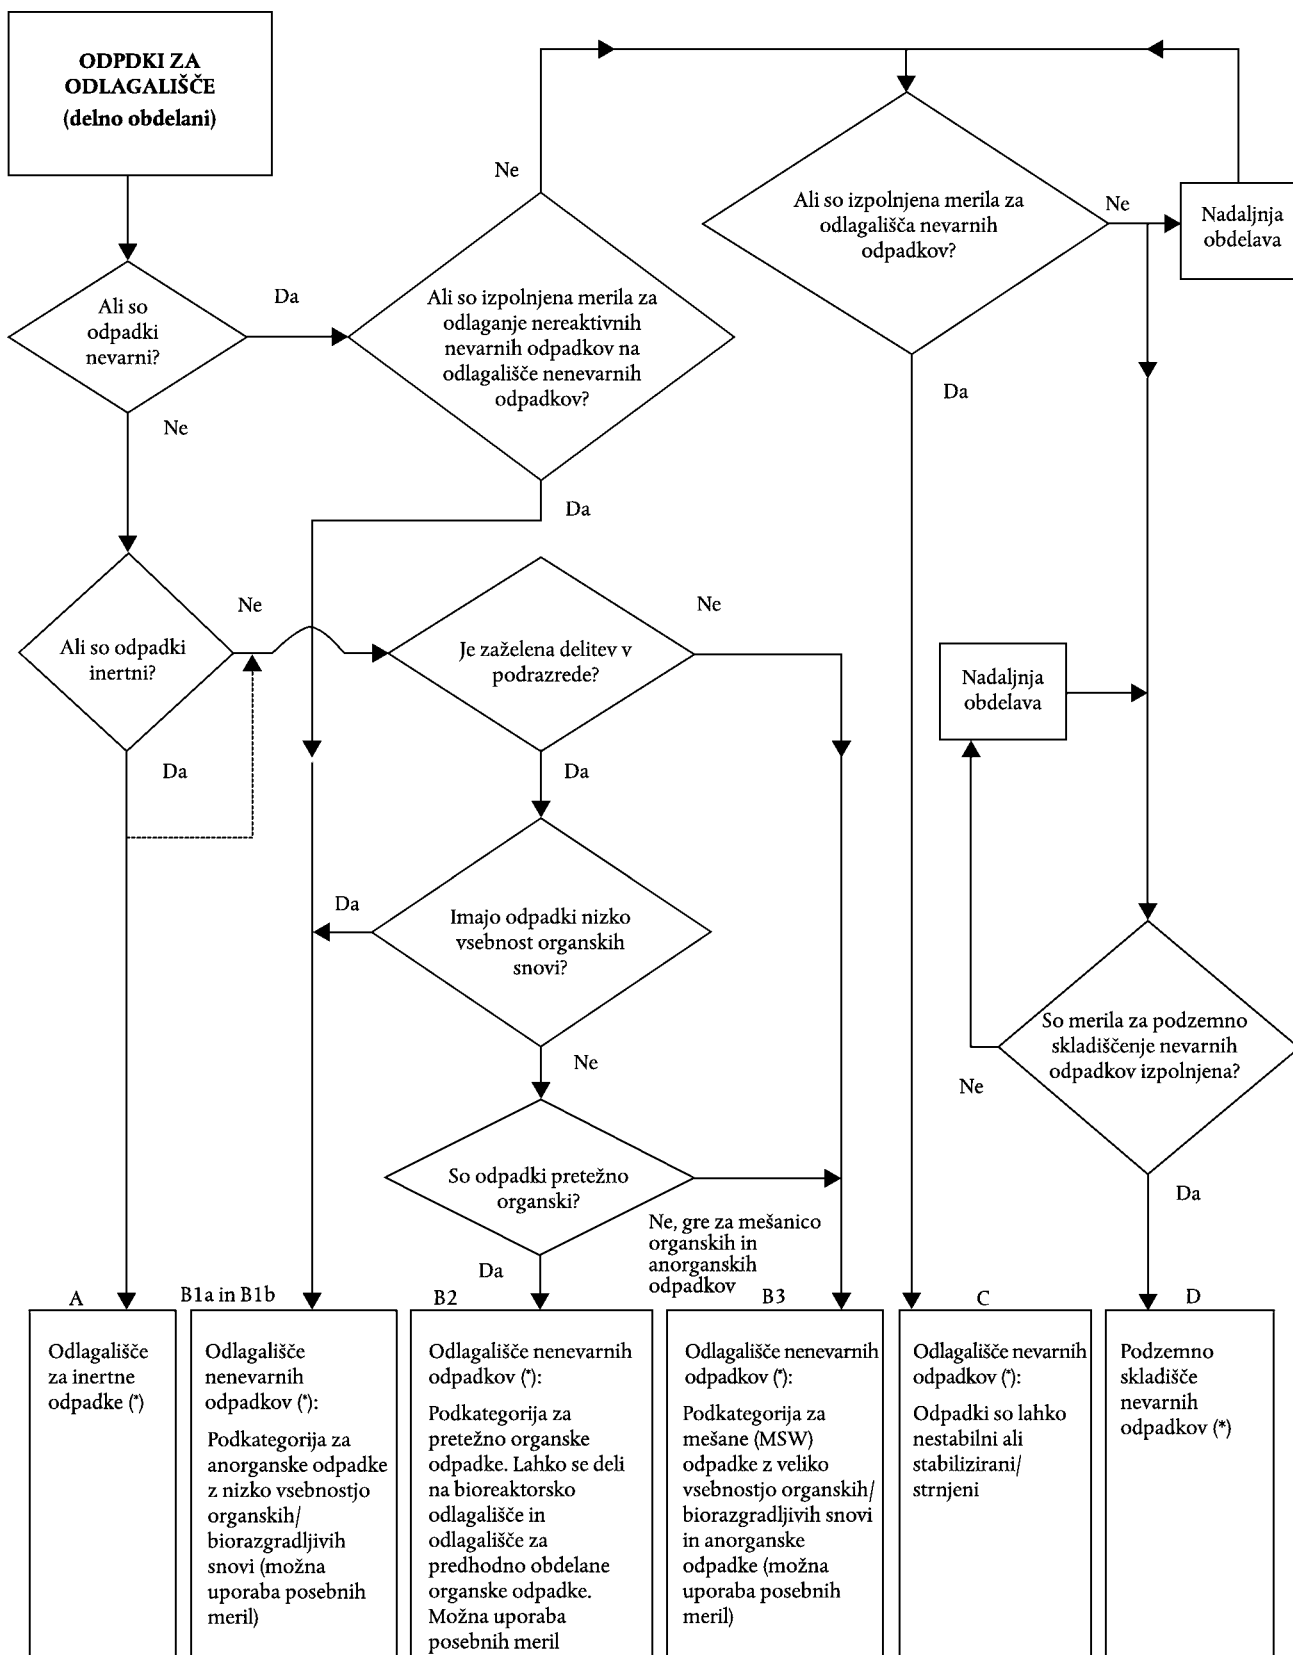 ODPDKI ZA
ODLAGALIŠČE
(delno obdelani)
Ne
Ali so izpolnjena merila za
odlagališča nevarnih
odpadkov?
Ne
Nadaljnja
obdelava
Ali so
odpadki
nevarni?
Da
Ali so izpolnjena merila za
odlaganje nereaktivnih
nevarnih odpadkov na
odlagališče nenevarnih
odpadkov?
Da
Ne
Da
Ali so odpadki
inertni?
Ne
Je zaželena delitev v
podrazrede?
Ne
Nadaljnja
obdelava
Da
Da
Da
Imajo odpadki nizko
vsebnost organskih
snovi?
So merila za podzemno
skladiščenje nevarnih
odpadkov izpolnjena?
Ne
Ne
So odpadki pretežno
organski?
Da
Ne, gre za mešanico
organskih in
anorganskih
odpadkov
Da
A
B1a in B1b
B2
B3
C
D
Odlagališče
za inertne
odpadke (*)
Odlagališče
nenevarnih
odpadkov (*):
Podkategorija za
anorganske odpadke
z nizko vsebnostjo
organskih/
biorazgradljivih
snovi (možna
uporaba posebnih
meril)
Odlagališče nenevarnih
odpadkov (*):
Podkategorija za
pretežno organske
odpadke. Lahko se deli
na bioreaktorsko
odlagališče in
odlagališče za
predhodno obdelane
organske odpadke.
Možna uporaba
posebnih meril
Odlagališče nenevarnih
odpadkov (*):
Podkategorija za
mešane (MSW)
odpadke z veliko
vsebnostjo organskih/
biorazgradljivih snovi
in anorganske
odpadke (možna
uporaba posebnih
meril)
Odlagališče nevarnih
odpadkov (*):
Odpadki so lahko
nestabilni ali
stabilizirani/
strnjeni
Podzemno
skladišče
nevarnih
odpadkov (*)